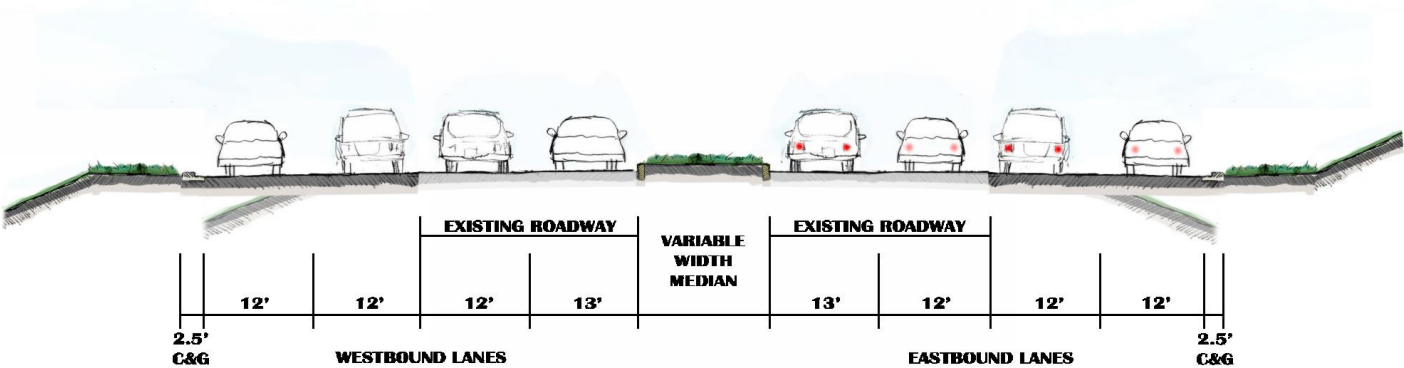 EXISTING ROADWAY
VARIABLE
WIDTH
MEDIAN
EXISTING ROADWAY
12'
12'
12'
13'
13'
12'
12'
12'
2.5'
C&G
WESTBOUND LANES
EASTBOUND LANES
2.5'
C&G